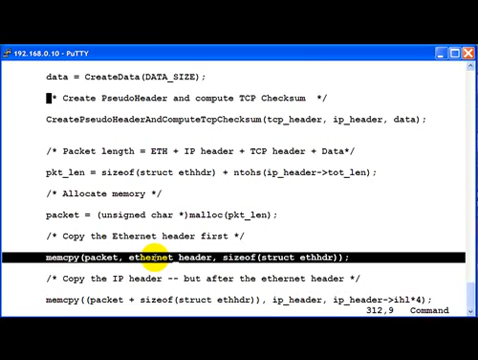 192.168.0.10 - PuTTY
data = CreateData(DATA_SIZE);
* Create PseudoHeader and compute TCP Checksum */
CreatePseudoHeaderAndComputeTcpChecksum(tcp_header, ip_header, data);
/* Packet length = ETH + IP header + TCP header + Data*/
pkt_len = sizeof(struct ethhdr) + ntohs(ip_header->tot_len);
/* Allocate memory */
packet = (unsigned char *)malloc(pkt_len);
/* Copy the Ethernet header first */
memcpy(packet, ethernet_header, sizeof(struct ethhdr));
/* Copy the IP header -- but after the ethernet header */
memcpy((packet + sizeof(struct ethhdr)), ip_header, ip_header->ihl*4);
312,9 Command